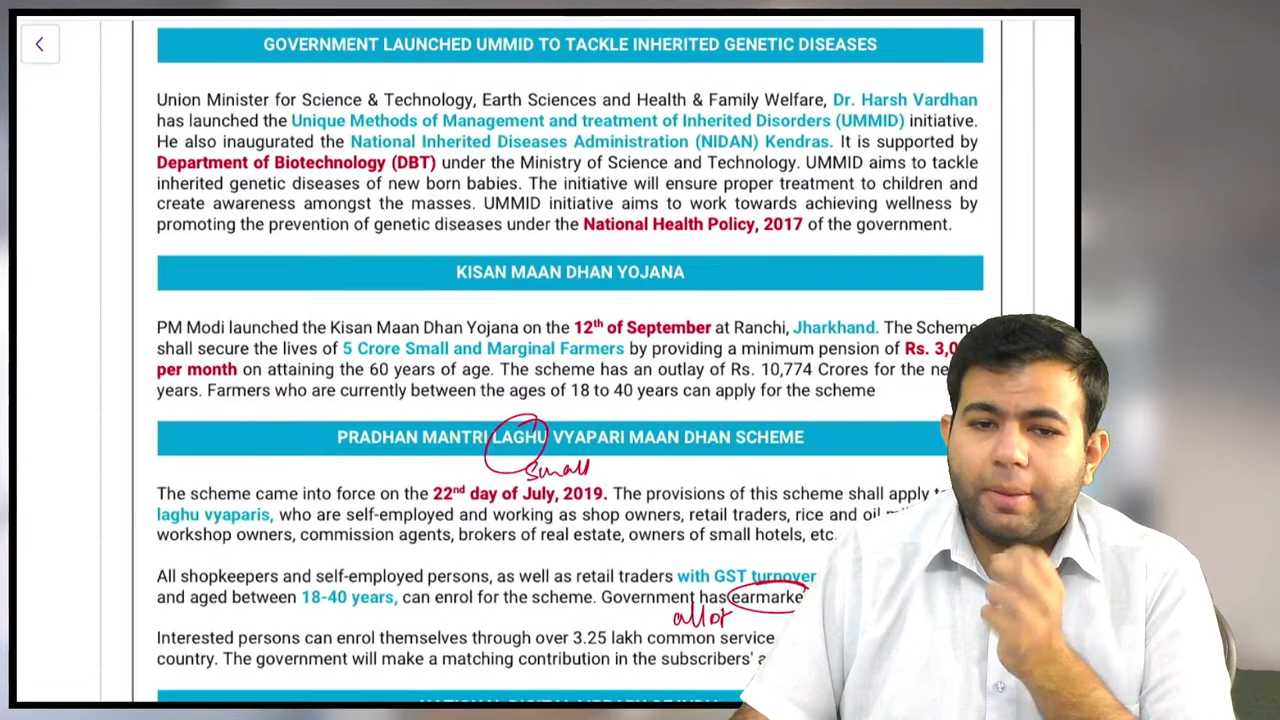 GOVERNMENT LAUNCHED UMMID TO TACKLE INHERITED GENETIC DISEASES
Union Minister for Science & Technology, Earth Sciences and Health & Family Welfare, Dr. Harsh Vardhan
has launched the Unique Methods of Management and treatment of Inherited Disorders (UMMID) initiative.
He also inaugurated the National Inherited Diseases Administration (NIDAN) Kendras. It is supported by
Department of Biotechnology (DBT) under the Ministry of Science and Technology. UMMID aims to tackle
inherited genetic diseases of new born babies. The initiative will ensure proper treatment to children and
create awareness amongst the masses. UMMID initiative aims to work towards achieving wellness by
promoting the prevention of genetic diseases under the National Health Policy, 2017 of the government.
KISAN MAAN DHAN YOJANA
PM Modi launched the Kisan Maan Dhan Yojana on the 12th of September at Ranchi, Jharkhand. The Scheme
shall secure the lives of 5 Crore Small and Marginal Farmers by providing a minimum pension of Rs.
per month on attaining the 60 years of age. The scheme has an outlay of Rs. 10,774 Crores for the
years. Farmers who are currently between the ages of 18 to 40 years can apply for the scheme
PRADHAN MANTRI LAGHU VYAPARI MAAN DHAN SCHEME
small
The scheme came into force on the 22nd day of July, 2019. The provisions of this scheme shall apply
laghu vyaparis, who are self-employed and working as shop owners, retail traders, rice and oil
workshop owners, commission agents, brokers of real estate, owners of small hotels, etc.
All shopkeepers and self-employed persons, as well as retail traders with GST turnover
and aged between 18-40 years, can enrol for the scheme. Government has
allot
Interested persons can enrol themselves through over 3.25 lakh common service
country. The government will make a matching contribution in the subscribers'